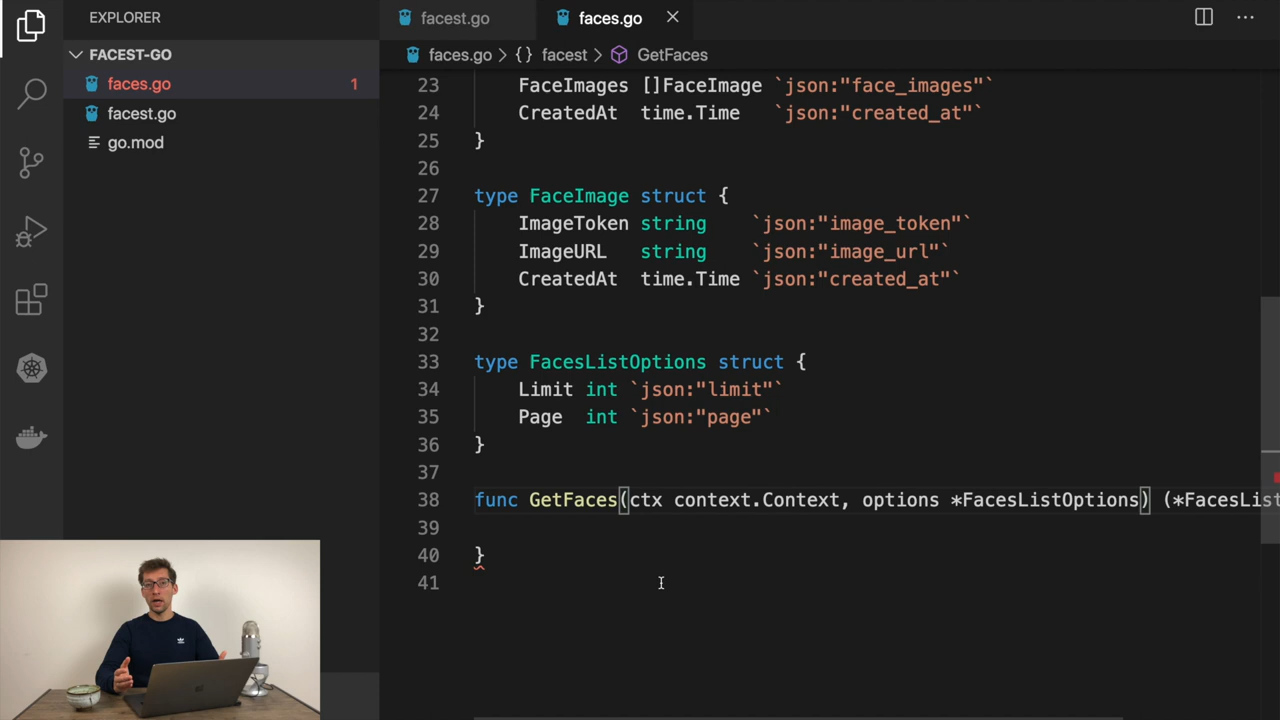 EXPLORER
FACEST-GO
faces.go 1
facest.go
go.mod
facest.go
faces.go
faces.go > {} facest > GetFaces
23 FaceImages []FaceImage `json:"face_images"`
24 CreatedAt time.Time `json:"created_at"`
25 }
26
27 type FaceImage struct {
28 ImageToken string `json:"image_token"`
29 ImageURL string `json:"image_url"`
30 CreatedAt time.Time `json:"created_at"`
31 }
32
33 type FacesListOptions struct {
34 Limit int `json:"limit"`
35 Page int `json:"page"`
36 }
37
38 func GetFaces(ctx context.Context, options *FacesListOptions) (*FacesList
39
40 }
41